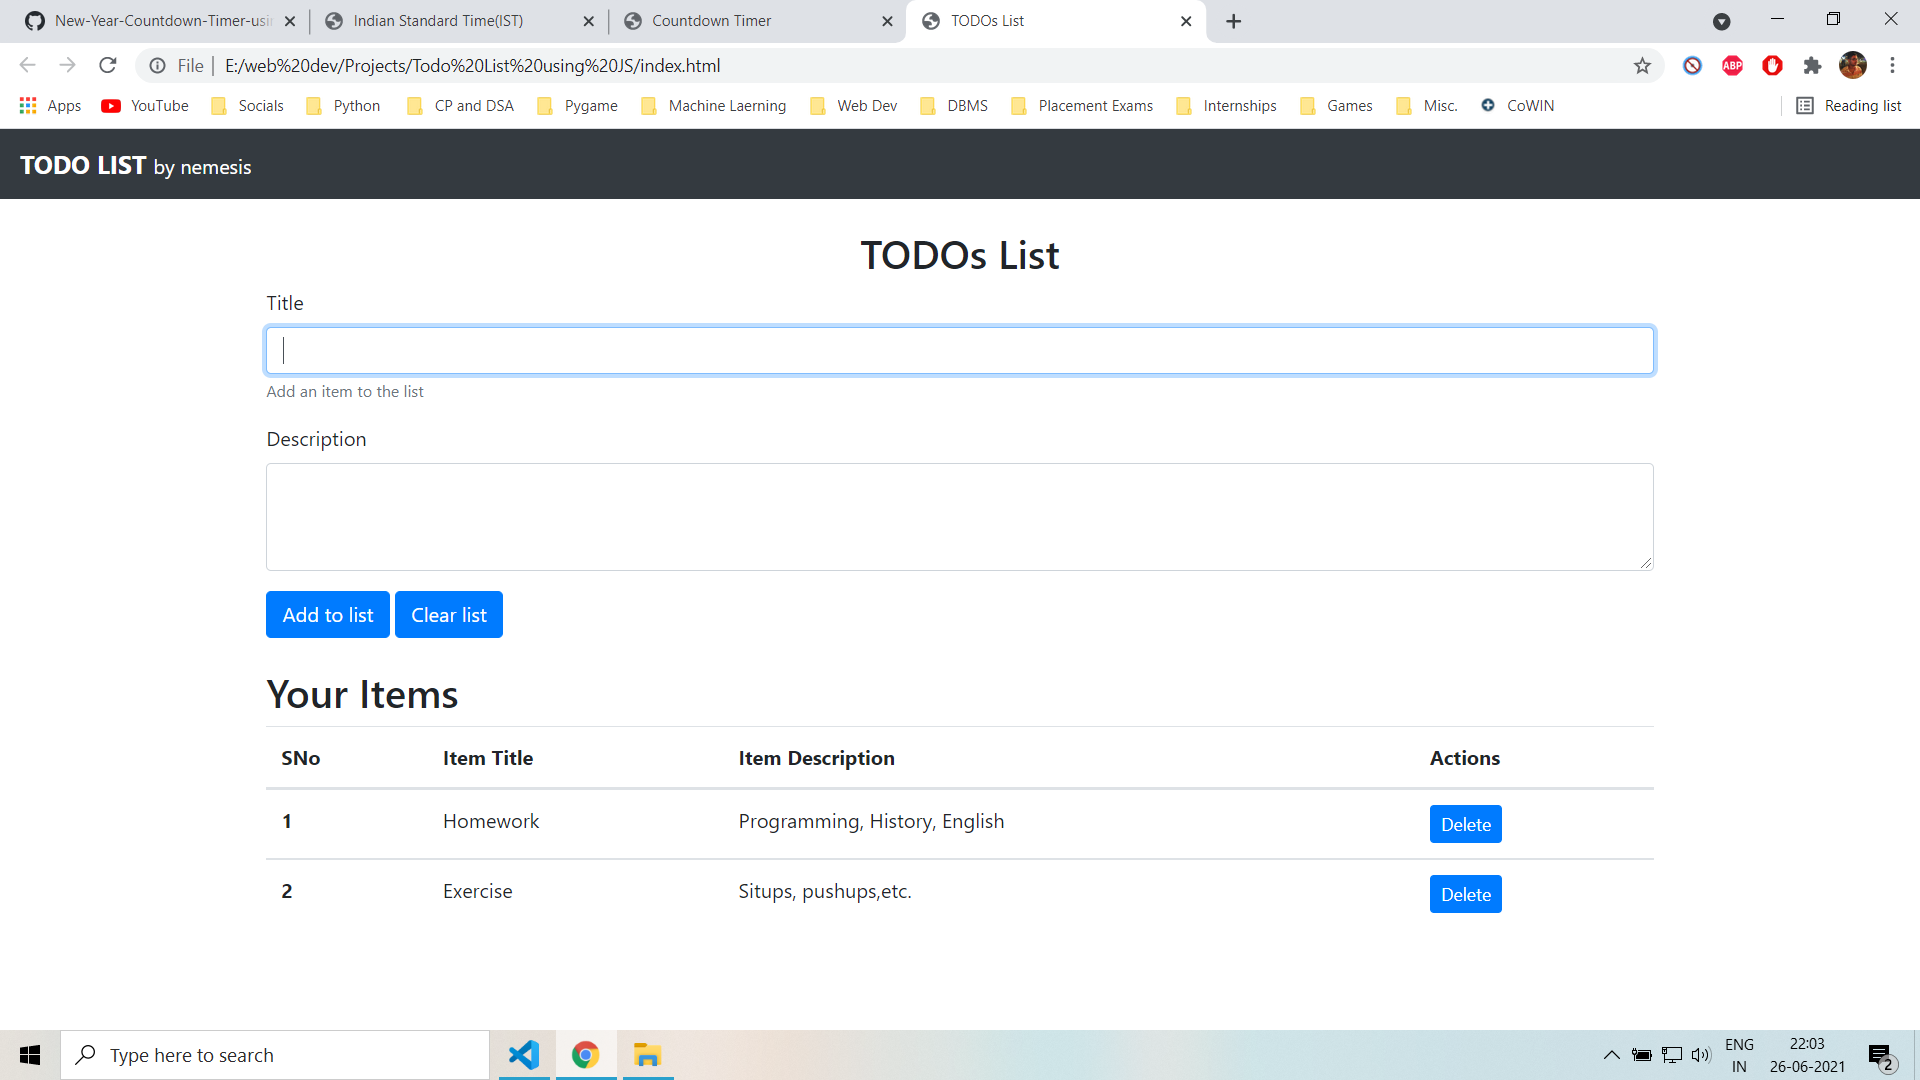 New-Year-Countdown-Timer-usin
Indian Standard Time(IST)
Countdown Timer
TODOs List
File
E:/web%20dev/Projects/Todo%20List%20using%20JS/index.html
ABP
Apps
YouTube
Socials
Python
CP and DSA
Pygame
Machine Laerning
Web Dev
DBMS
Placement Exams
Internships
Games
Misc.
CoWIN
Reading list
TODO LIST by nemesis
TODOs List
Title
Add an item to the list
Description
Add to list
Clear list
Your Items
SNo Item Title Item Description Actions
1 Homework Programming, History, English Delete
2 Exercise Situps, pushups,etc. Delete
Type here to search
ENG
IN
22:03
26-06-2021
2